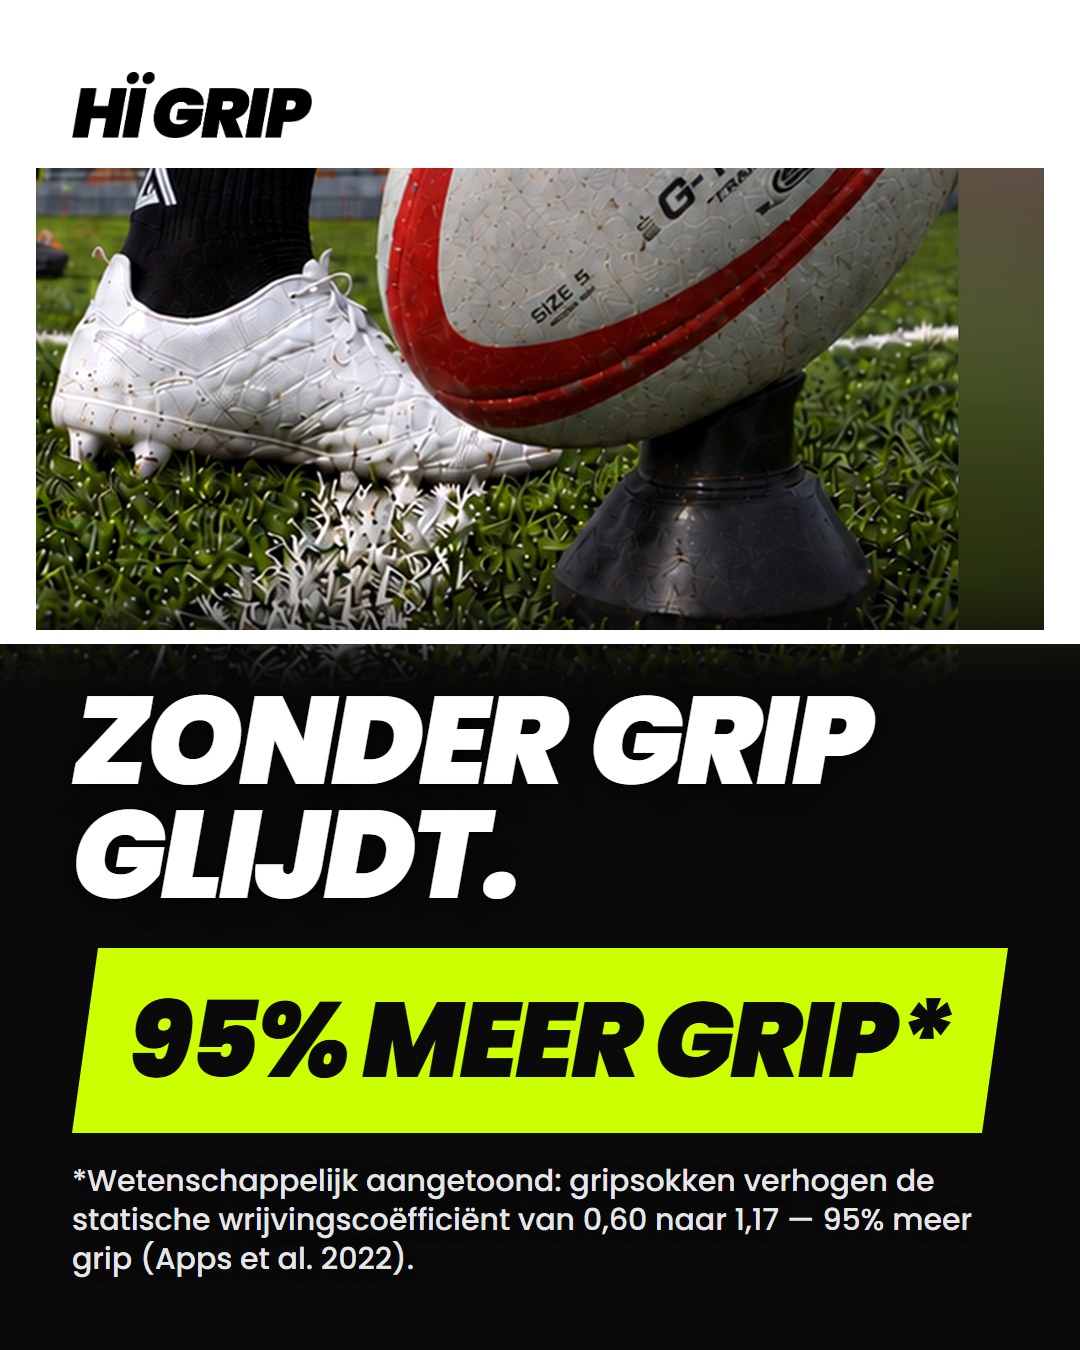 HÏ GRIP
SIZE 5
ZONDER GRIP
GLIJDT.
95% MEER GRIP*
*Wetenschappelijk aangetoond: gripsokken verhogen de
statische wrijvingscoëfficiënt van 0,60 naar 1,17 — 95% meer
grip (Apps et al. 2022).